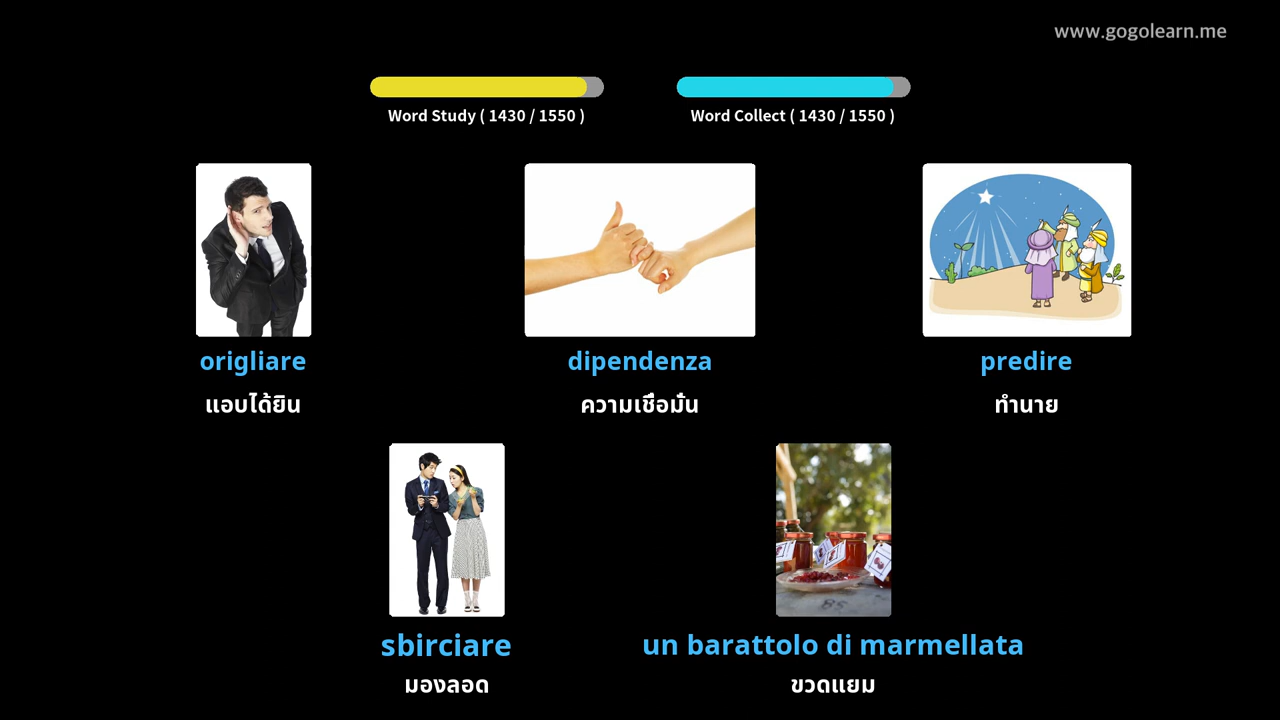 www.gogolearn.me
Word Study ( 1430 / 1550 )
Word Collect ( 1430 / 1550 )
origliare
แอบได้ยิน
dipendenza
ความเชื่อมั่น
predire
ทำนาย
sbirciare
มองลอด
un barattolo di marmellata
ขวดแยม